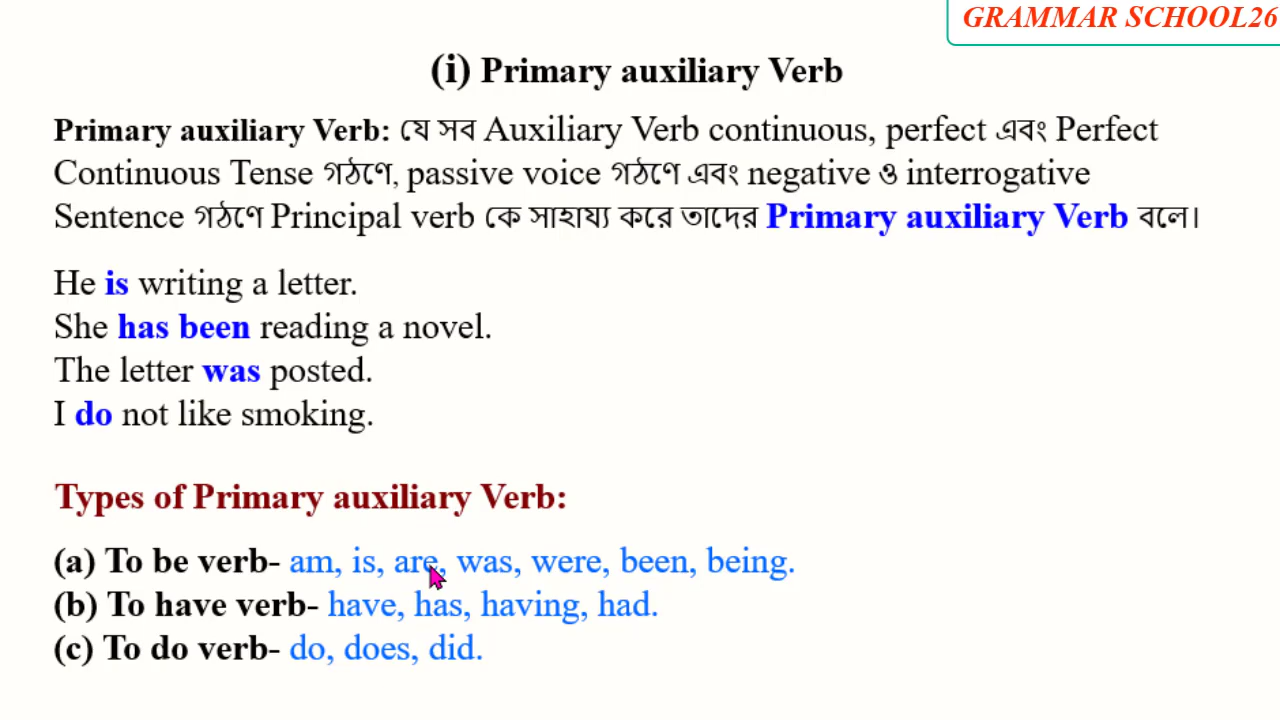 GRAMMAR SCHOOL26
(i) Primary auxiliary Verb
Primary auxiliary Verb: যে সব Auxiliary Verb continuous, perfect এবং Perfect
Continuous Tense গঠণে, passive voice গঠণে এবং negative ও interrogative
Sentence গঠণে Principal verb কে সাহায্য করে তাদের Primary auxiliary Verb বলে।
He is writing a letter.
She has been reading a novel.
The letter was posted.
I do not like smoking.
Types of Primary auxiliary Verb:
(a) To be verb- am, is, are, was, were, been, being.
(b) To have verb- have, has, having, had.
(c) To do verb- do, does, did.